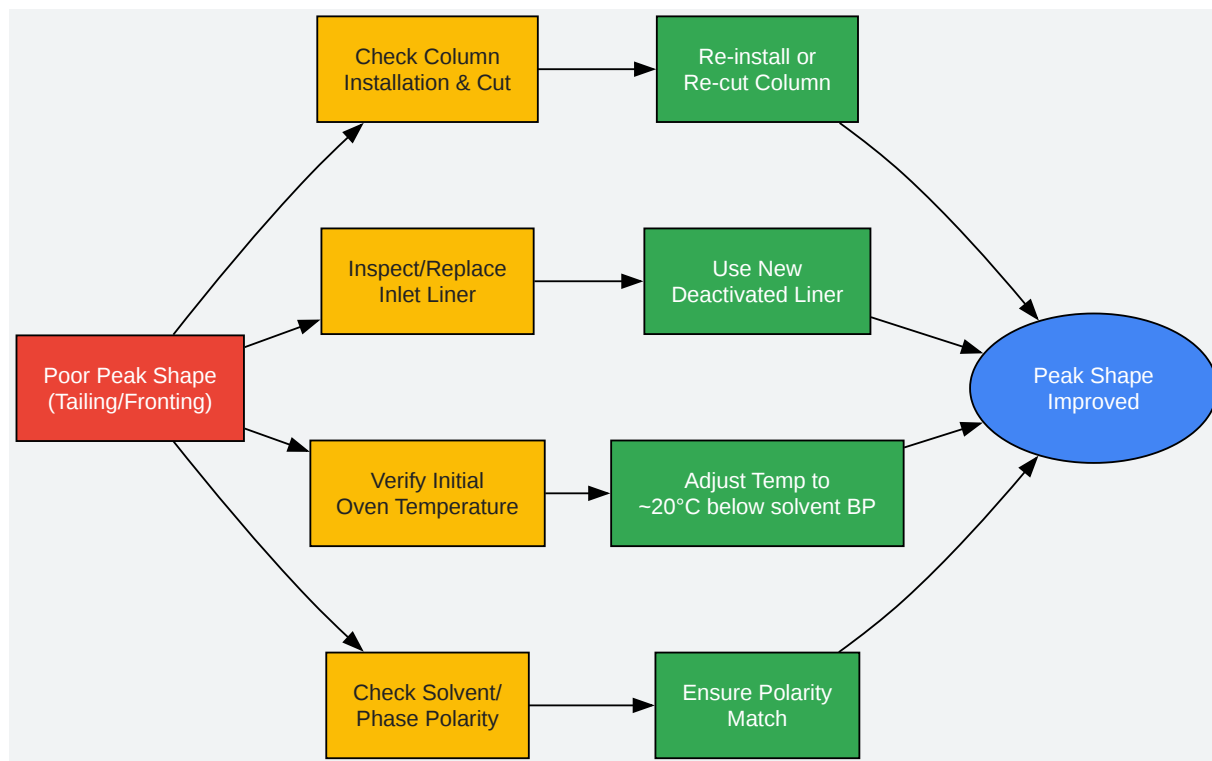 Check Column
Installation & Cut
Re-install or
Re-cut Column
Inspect/Replace
Inlet Liner
Use New
Deactivated Liner
Poor Peak Shape
(Tailing/Fronting)
Peak Shape
Improved
Verify Initial
Oven Temperature
Adjust Temp to
~20°C below solvent BP
Check Solvent/
Phase Polarity
Ensure Polarity
Match